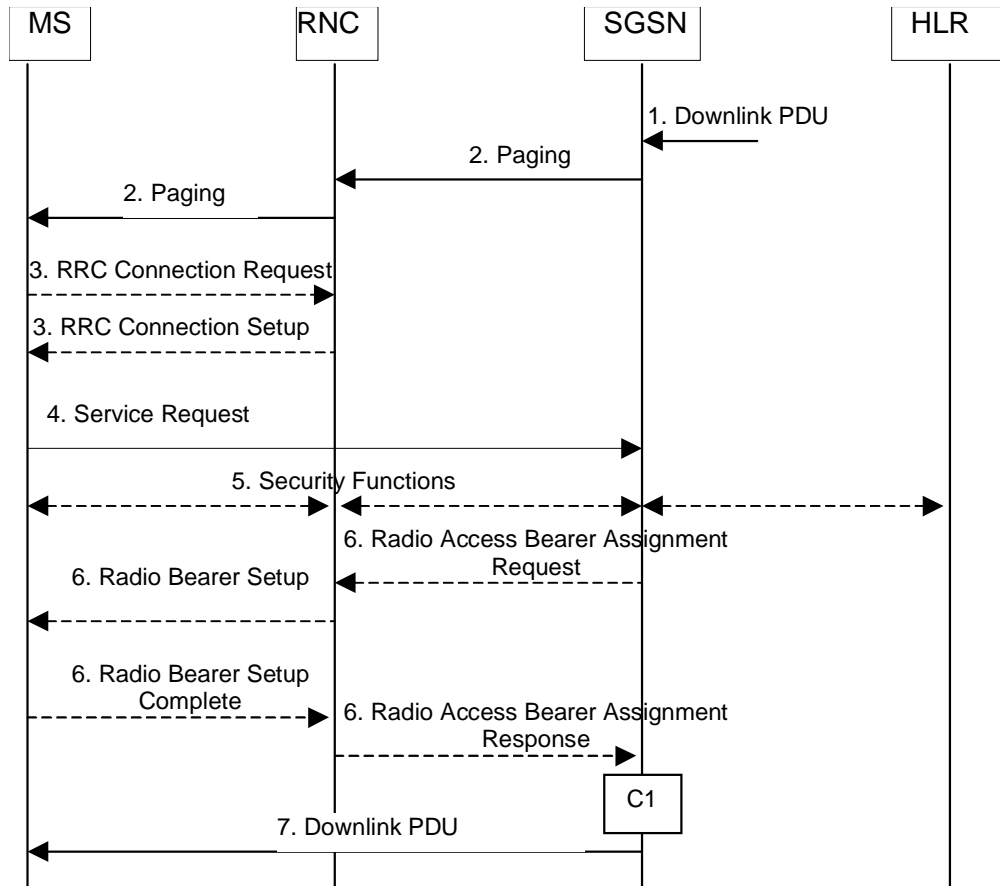 MS
RNC
SGSN
HLR
1. Downlink PDU
2. Paging
2. Paging
3. RRC Connection Request
3. RRC Connection Setup
4. Service Request
5. Security Functions
6. Radio Access Bearer Assignment
Request
6. Radio Bearer Setup
6. Radio Bearer Setup
Complete
6. Radio Access Bearer Assignment
Response
C1
7. Downlink PDU